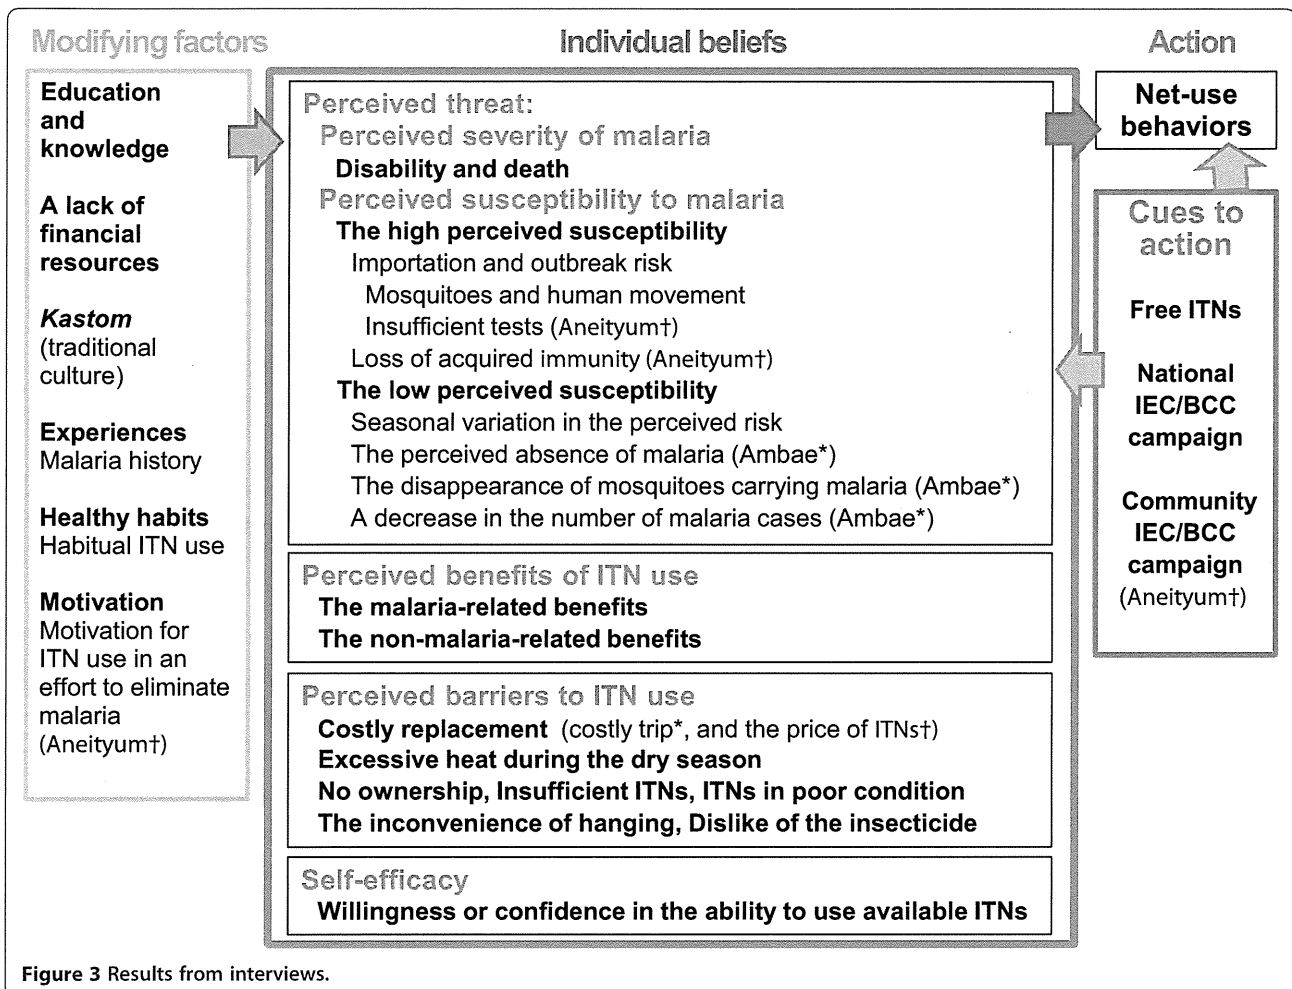 Modifying factors
Education
and
knowledge
A lack of
financial
resources
Kastom
(traditional
culture)
Experiences
Malaria history
Healthy habits
Habitual ITN use
Motivation
Motivation for
ITN use in an
effort to eliminate
malaria
(Aneityum†)
Individual beliefs
Perceived threat:
Perceived severity of malaria
Disability and death
Perceived susceptibility to malaria
The high perceived susceptibility
Importation and outbreak risk
Mosquitoes and human movement
Insufficient tests (Aneityum†)
Loss of acquired immunity (Aneityum†)
The low perceived susceptibility
Seasonal variation in the perceived risk
The perceived absence of malaria (Ambae*)
The disappearance of mosquitoes carrying malaria (Ambae*)
A decrease in the number of malaria cases (Ambae*)
Perceived benefits of ITN use
The malaria-related benefits
The non-malaria-related benefits
Perceived barriers to ITN use
Costly replacement (costly trip*, and the price of ITNs†)
Excessive heat during the dry season
No ownership, Insufficient ITNs, ITNs in poor condition
The inconvenience of hanging, Dislike of the insecticide
Self-efficacy
Willingness or confidence in the ability to use available ITNs
Action
Net-use
behaviors
Cues to
action
Free ITNs
National
IEC/BCC
campaign
Community
IEC/BCC
campaign
(Aneityum†)
Figure 3 Results from interviews.